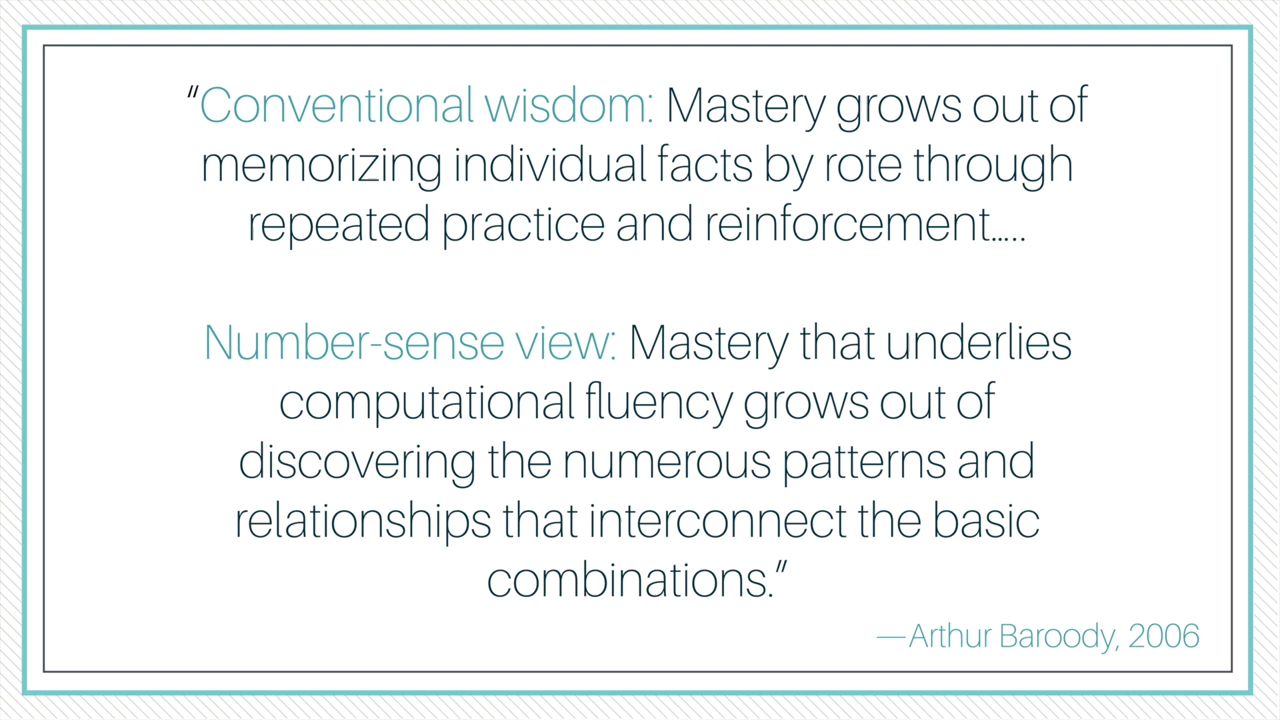 “Conventional wisdom: Mastery grows out of
memorizing individual facts by rote through
repeated practice and reinforcement.....
Number-sense view: Mastery that underlies
computational fluency grows out of
discovering the numerous patterns and
relationships that interconnect the basic
combinations.”
—Arthur Baroody, 2006